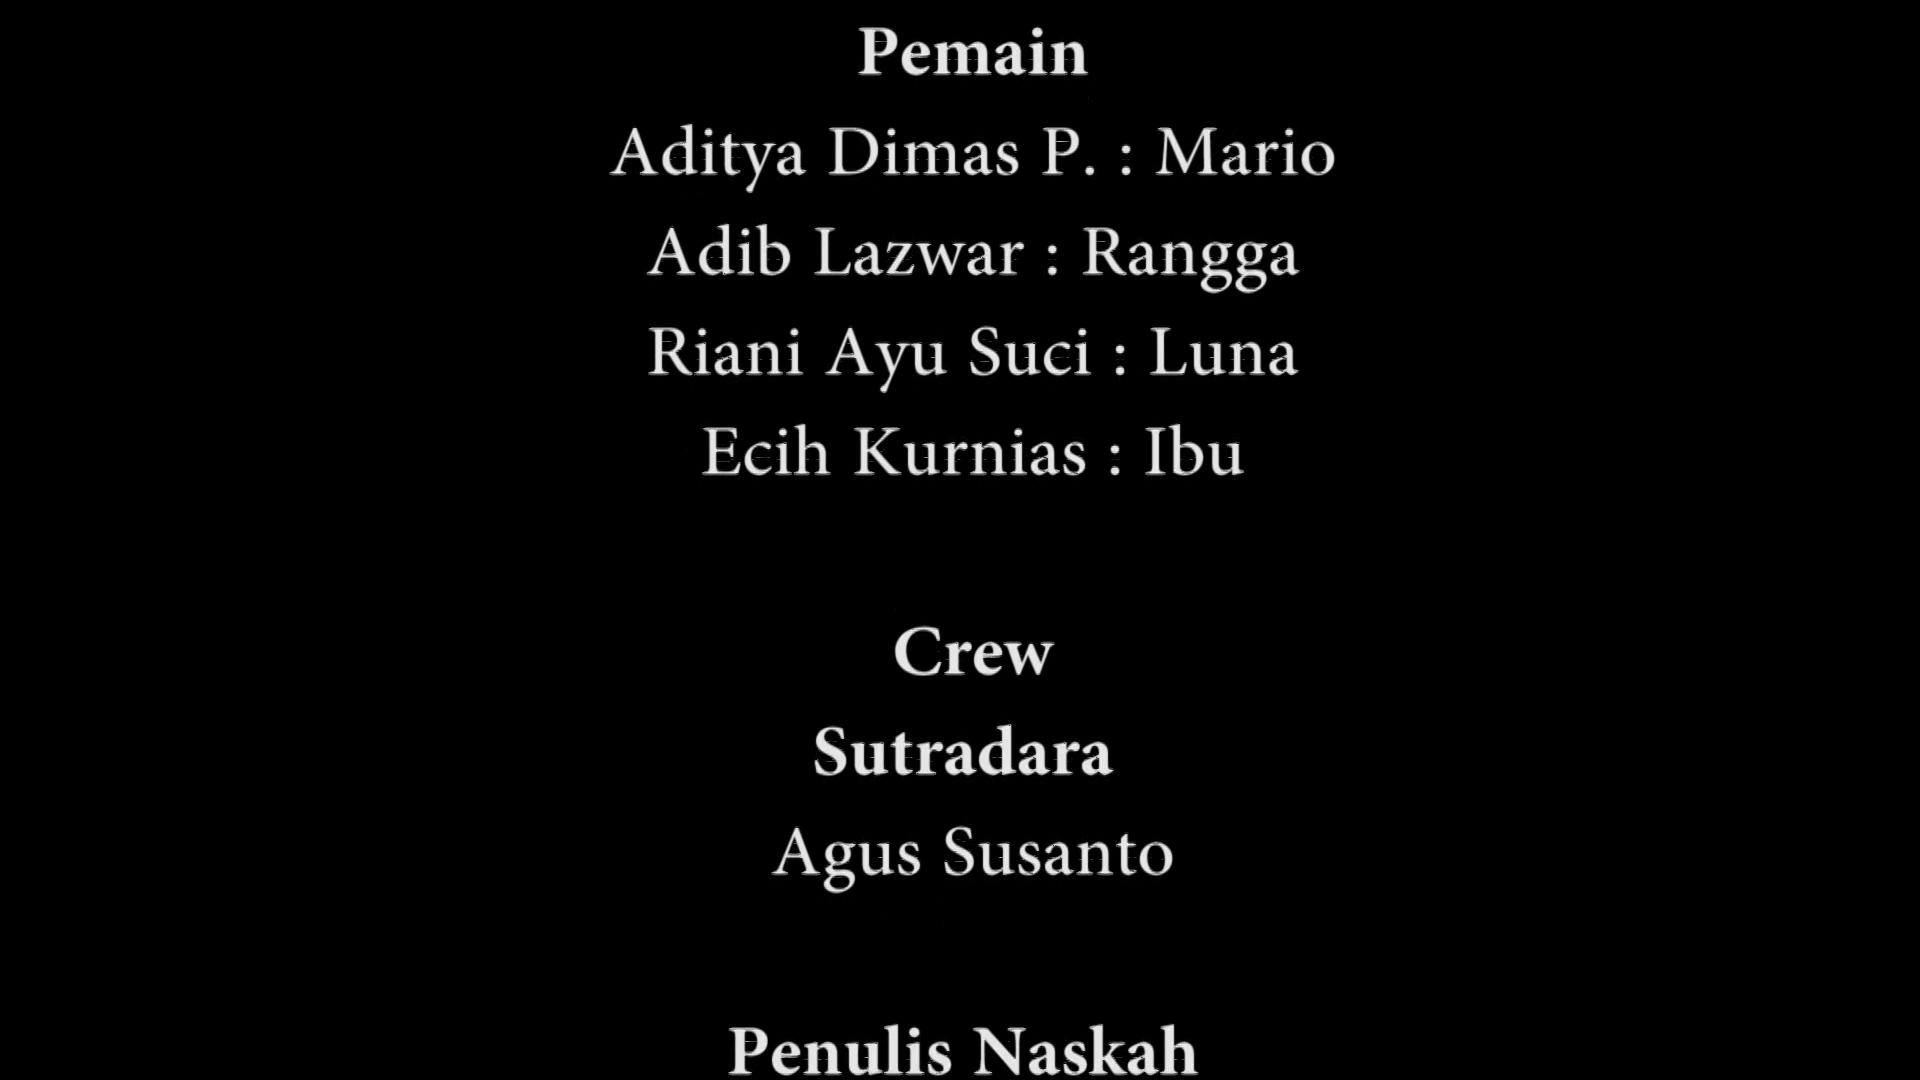 Pemain
Aditya Dimas P. : Mario
Adib Lazwar : Rangga
Riani Ayu Suci : Luna
Ecih Kurnias : Ibu
Crew
Sutradara
Agus Susanto
Penulis Naskah